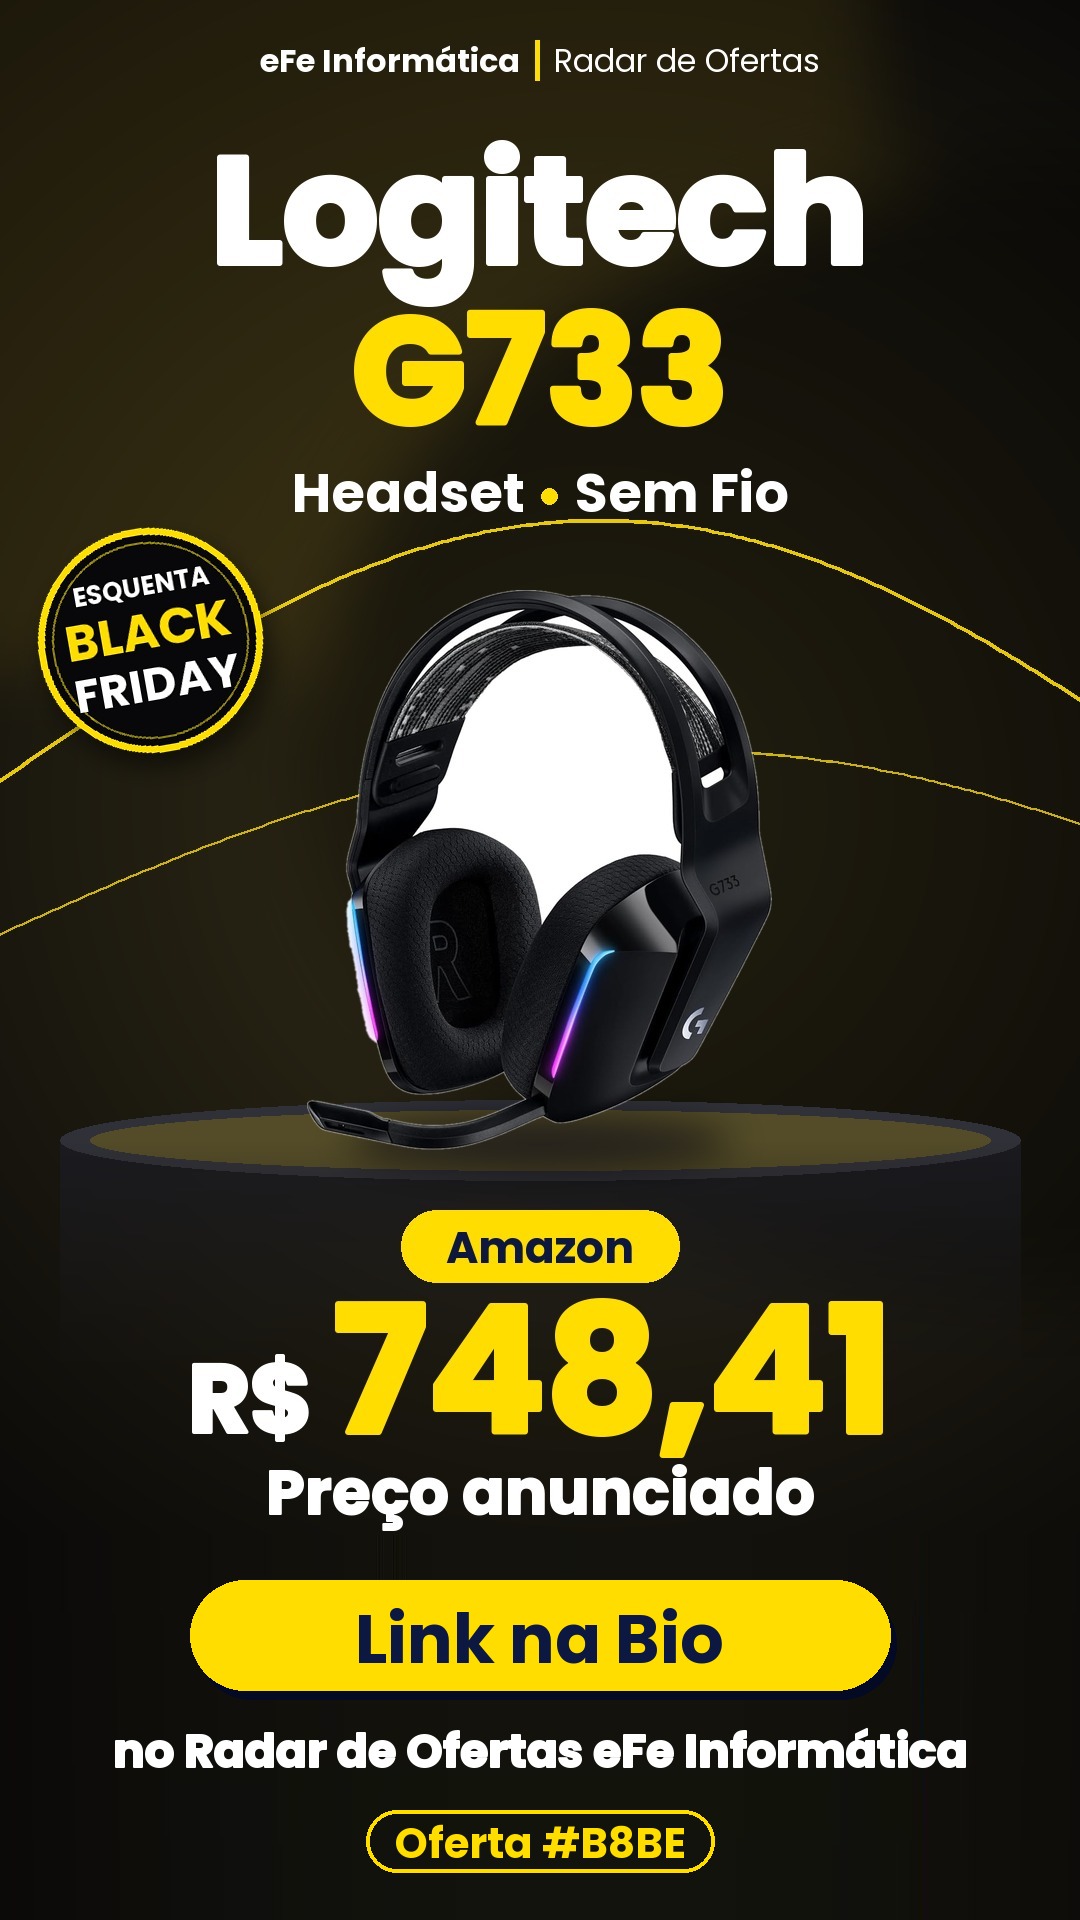 eFe Informática | Radar de Ofertas
Logitech
G733
Headset • Sem Fio
ESQUENTA
BLACK
FRIDAY
G733
R
G
Amazon
R$ 748,41
Preço anunciado
Link na Bio
no Radar de Ofertas eFe Informática
Oferta #B8BE